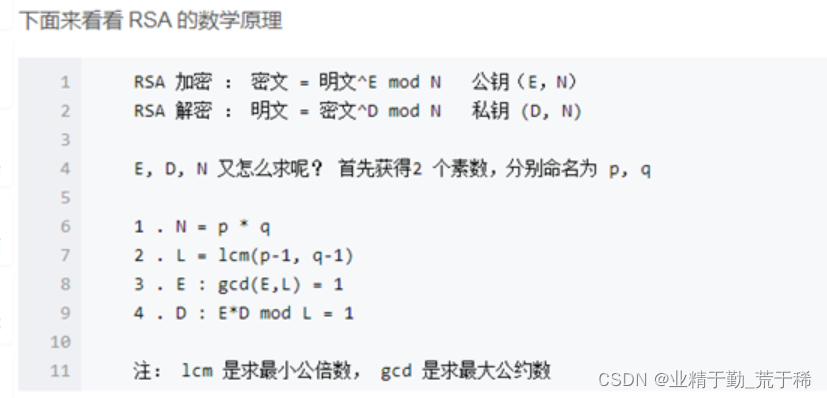 下面来看看 RSA 的数学原理
1 RSA 加密 : 密文 = 明文^E mod N 公钥（E, N）
2 RSA 解密 : 明文 = 密文^D mod N 私钥 (D, N)
3
4 E, D, N 又怎么求呢? 首先获得2 个素数，分别命名为 p, q
5
6 1 . N = p * q
7 2 . L = lcm(p-1, q-1)
8 3 . E : gcd(E,L) = 1
9 4 . D : E*D mod L = 1
10
11 注: lcm 是求最小公倍数, gcd 是求最大公约数
CSDN @业精于勤_荒于稀